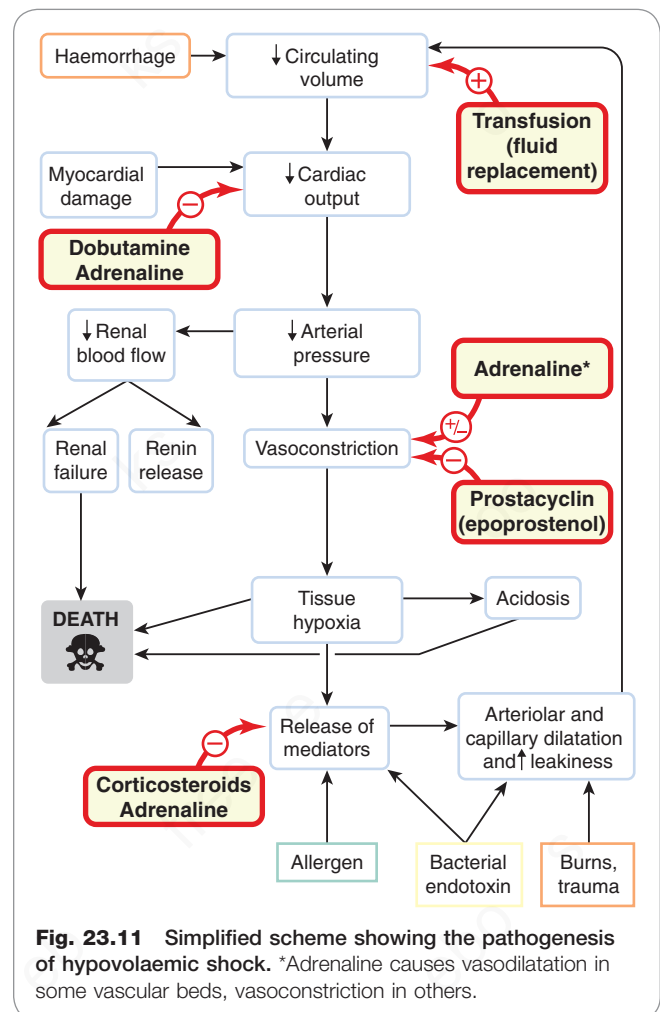 Haemorrhage
↓ Circulating
volume
+
Transfusion
(fluid
replacement)
Myocardial
damage
↓ Cardiac
output
−
Dobutamine
Adrenaline
↓ Renal
blood flow
↓ Arterial
pressure
Adrenaline*
+/−
Renal
failure
Renin
release
Vasoconstriction
−
Prostacyclin
(epoprostenol)
DEATH
Tissue
hypoxia
Acidosis
−
Release of
mediators
Arteriolar and
capillary dilatation
and ↑ leakiness
Corticosteroids
Adrenaline
Allergen
Bacterial
endotoxin
Burns,
trauma
Fig. 23.11 Simplified scheme showing the pathogenesis
of hypovolaemic shock. *Adrenaline causes vasodilatation in
some vascular beds, vasoconstriction in others.